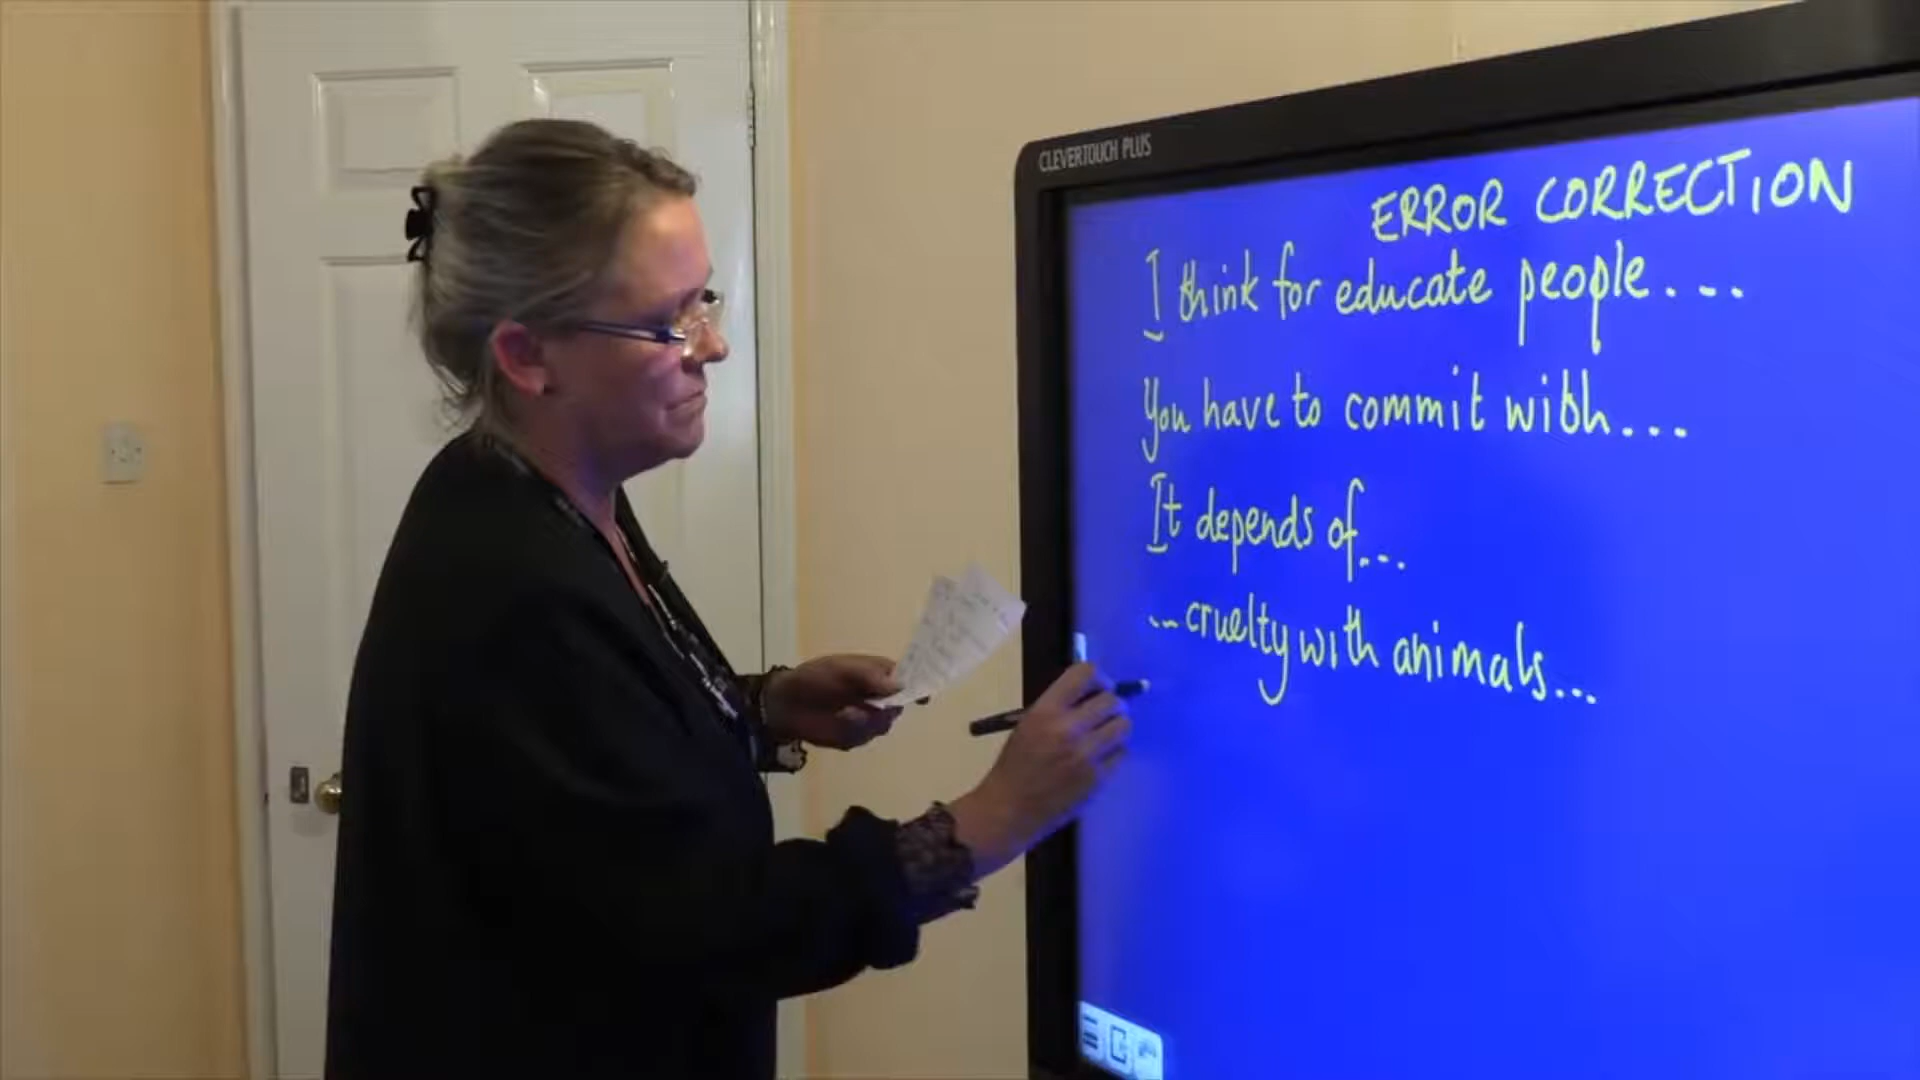 CLEVERTOUCH PLUS
ERROR CORRECTION
I think for educate people....
You have to commit with...
It depends of...
...cruelty with animals...